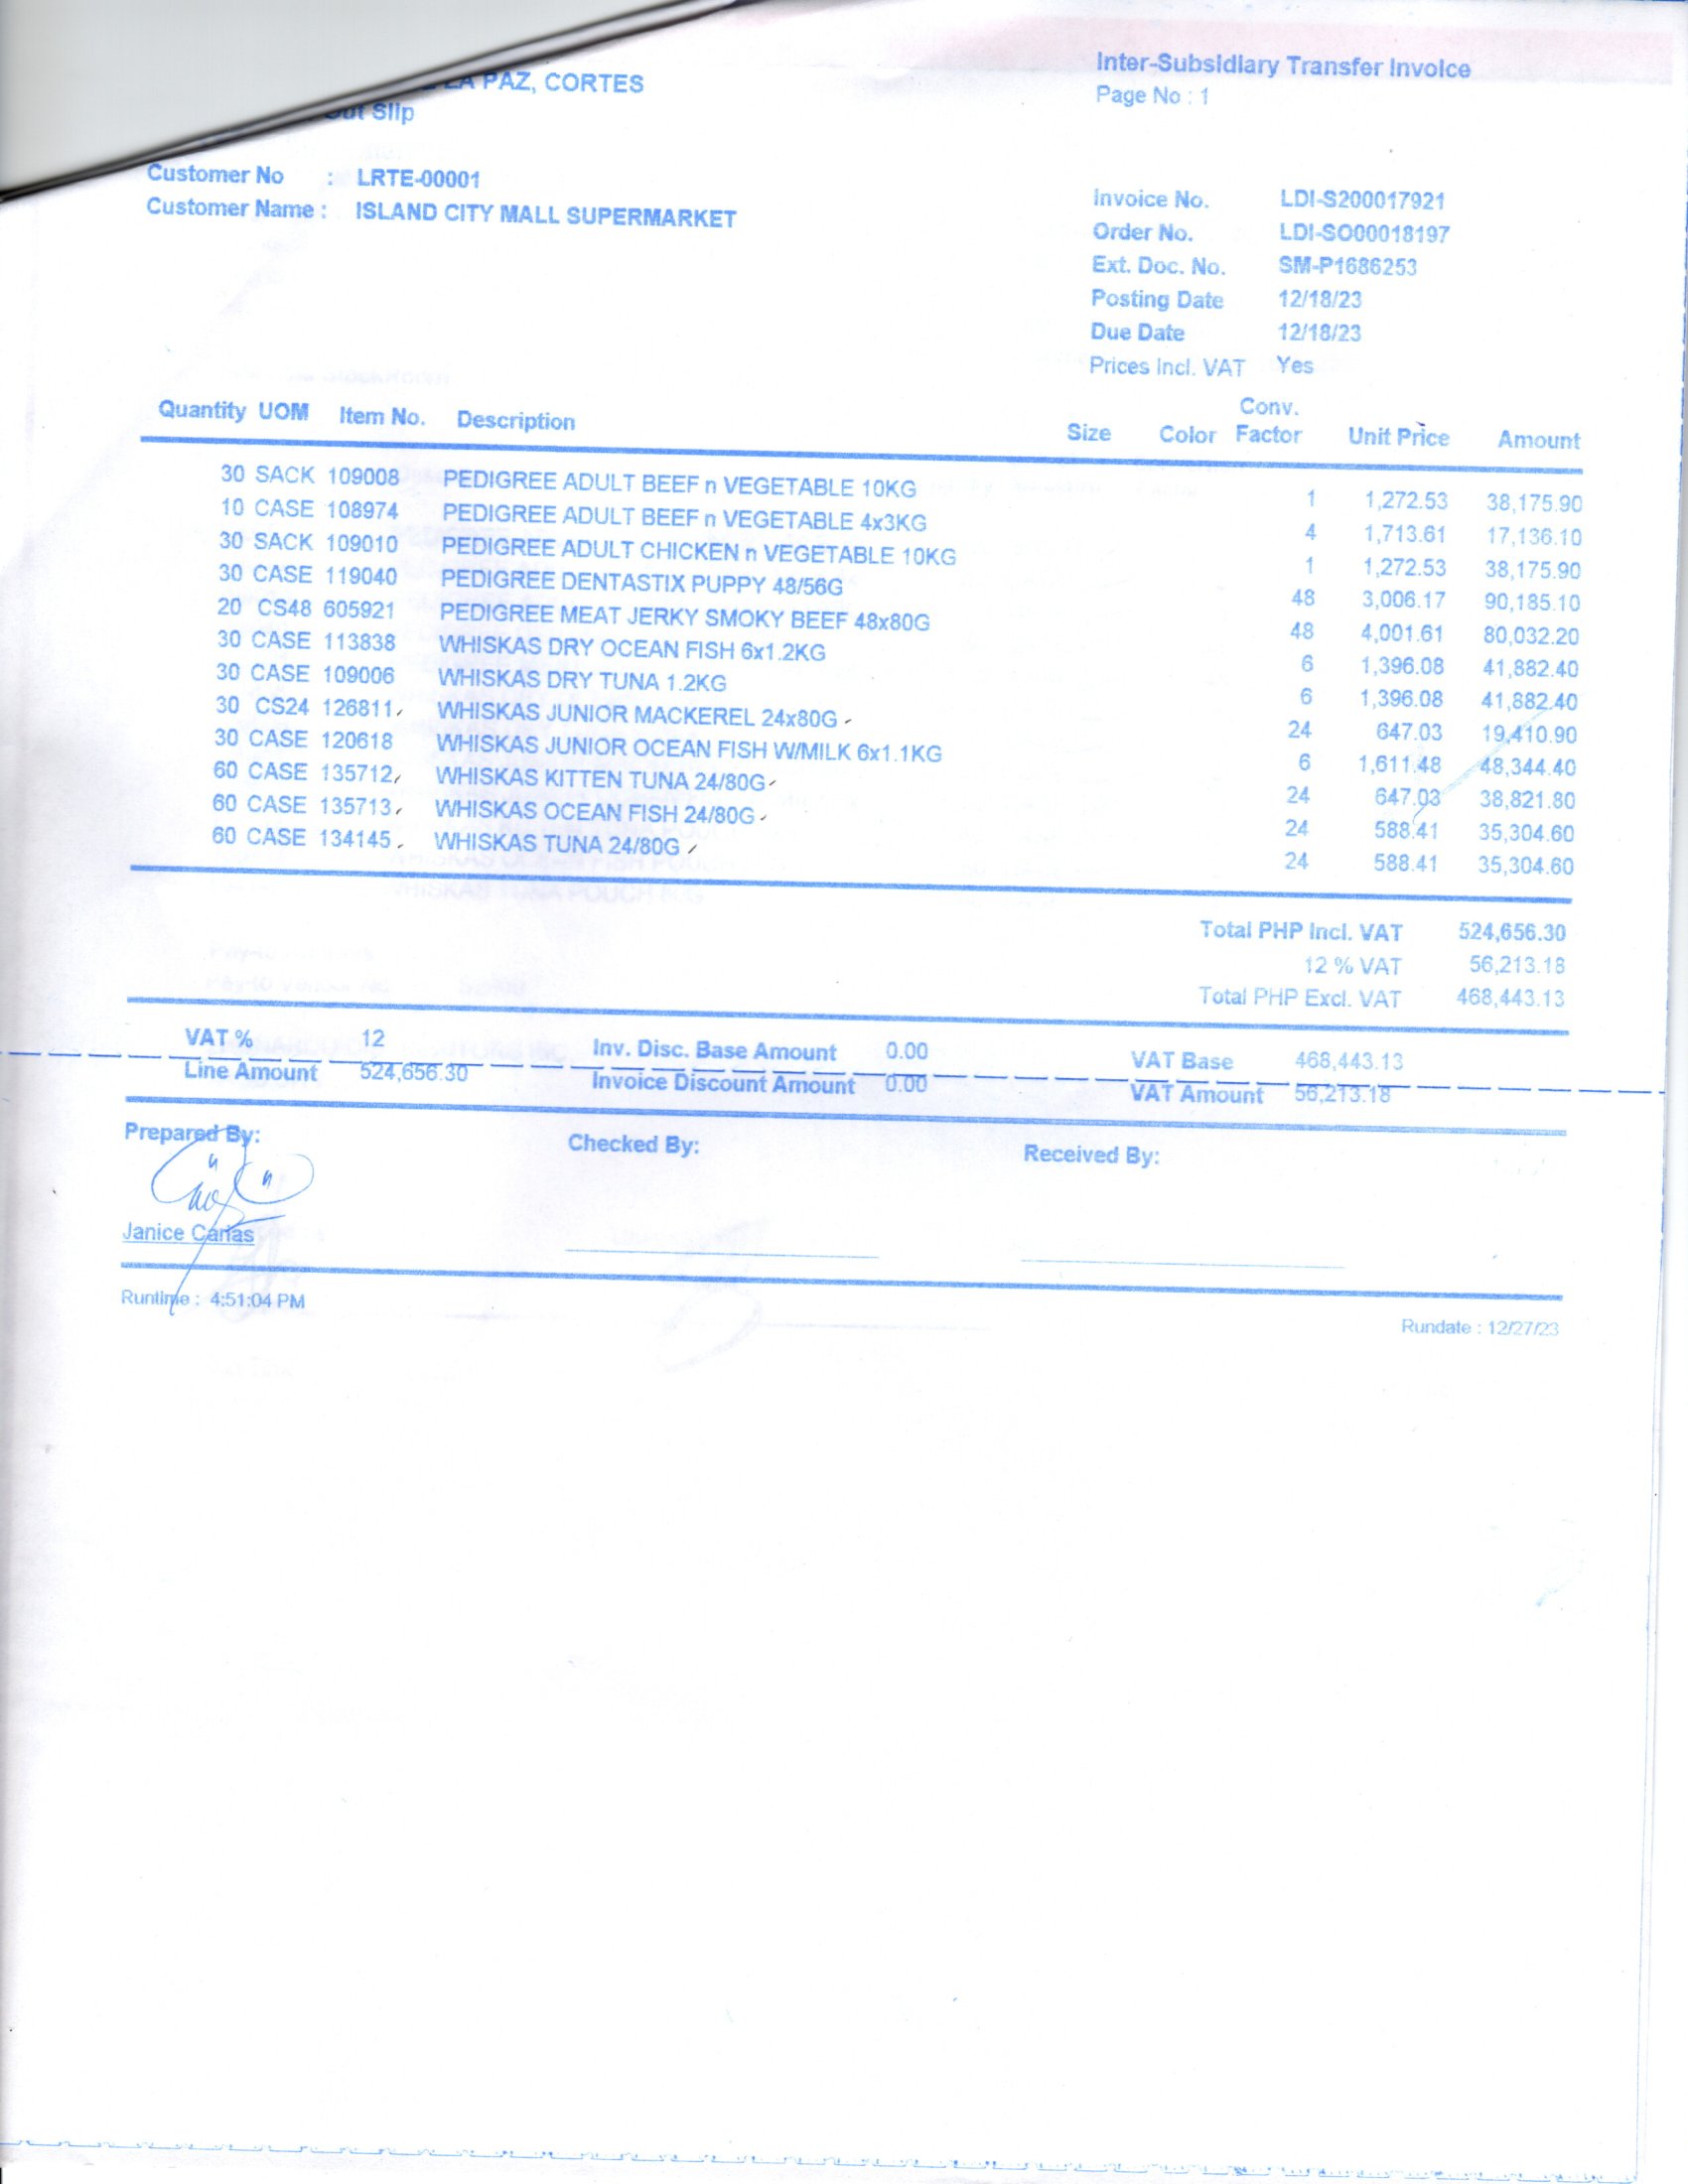 LA PAZ, CORTES
Inter-Subsidiary Transfer Invoice
Out Slip
Page No : 1
Customer No : LRTE-00001
Customer Name : ISLAND CITY MALL SUPERMARKET
Invoice No. LDI-S200017921
Order No. LDI-SO00018197
Ext. Doc. No. SM-P1686253
Posting Date 12/18/23
Due Date 12/18/23
Prices Incl. VAT Yes
Quantity UOM Item No. Description Size Color Conv. Factor Unit Price Amount
30 SACK 109008 PEDIGREE ADULT BEEF n VEGETABLE 10KG 1 1,272.53 38,175.90
10 CASE 108974 PEDIGREE ADULT BEEF n VEGETABLE 4x3KG 4 1,713.61 17,136.10
30 SACK 109010 PEDIGREE ADULT CHICKEN n VEGETABLE 10KG 1 1,272.53 38,175.90
30 CASE 119040 PEDIGREE DENTASTIX PUPPY 48/56G 48 3,006.17 90,185.10
20 CS48 605921 PEDIGREE MEAT JERKY SMOKY BEEF 48x80G 48 4,001.61 80,032.20
30 CASE 113838 WHISKAS DRY OCEAN FISH 6x1.2KG 6 1,396.08 41,882.40
30 CASE 109006 WHISKAS DRY TUNA 1.2KG 6 1,396.08 41,882.40
30 CS24 126811 WHISKAS JUNIOR MACKEREL 24x80G 24 647.03 19,410.90
30 CASE 120618 WHISKAS JUNIOR OCEAN FISH W/MILK 6x1.1KG 6 1,611.48 48,344.40
60 CASE 135712 WHISKAS KITTEN TUNA 24/80G 24 647.03 38,821.80
60 CASE 135713 WHISKAS OCEAN FISH 24/80G 24 588.41 35,304.60
60 CASE 134145 WHISKAS TUNA 24/80G 24 588.41 35,304.60
Total PHP Incl. VAT 524,656.30
12 % VAT 56,213.18
Total PHP Excl. VAT 468,443.13
VAT % 12 Inv. Disc. Base Amount 0.00 VAT Base 468,443.13
Line Amount 524,656.30 Invoice Discount Amount 0.00 VAT Amount 56,213.18
Prepared By: Checked By: Received By:
Janice Canas
Runtime : 4:51:04 PM
Rundate : 12/27/23